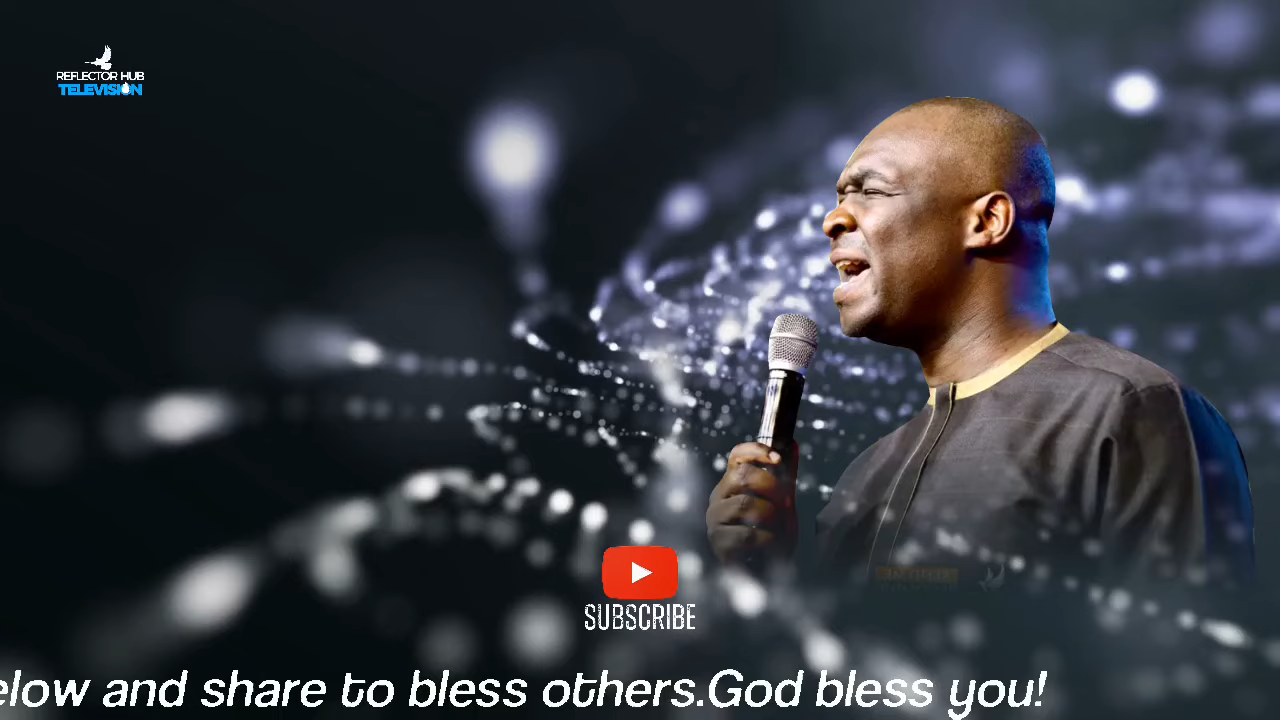 REFLECTOR HUB
TELEVISION
SUBSCRIBE
elow and share to bless others.God bless you!